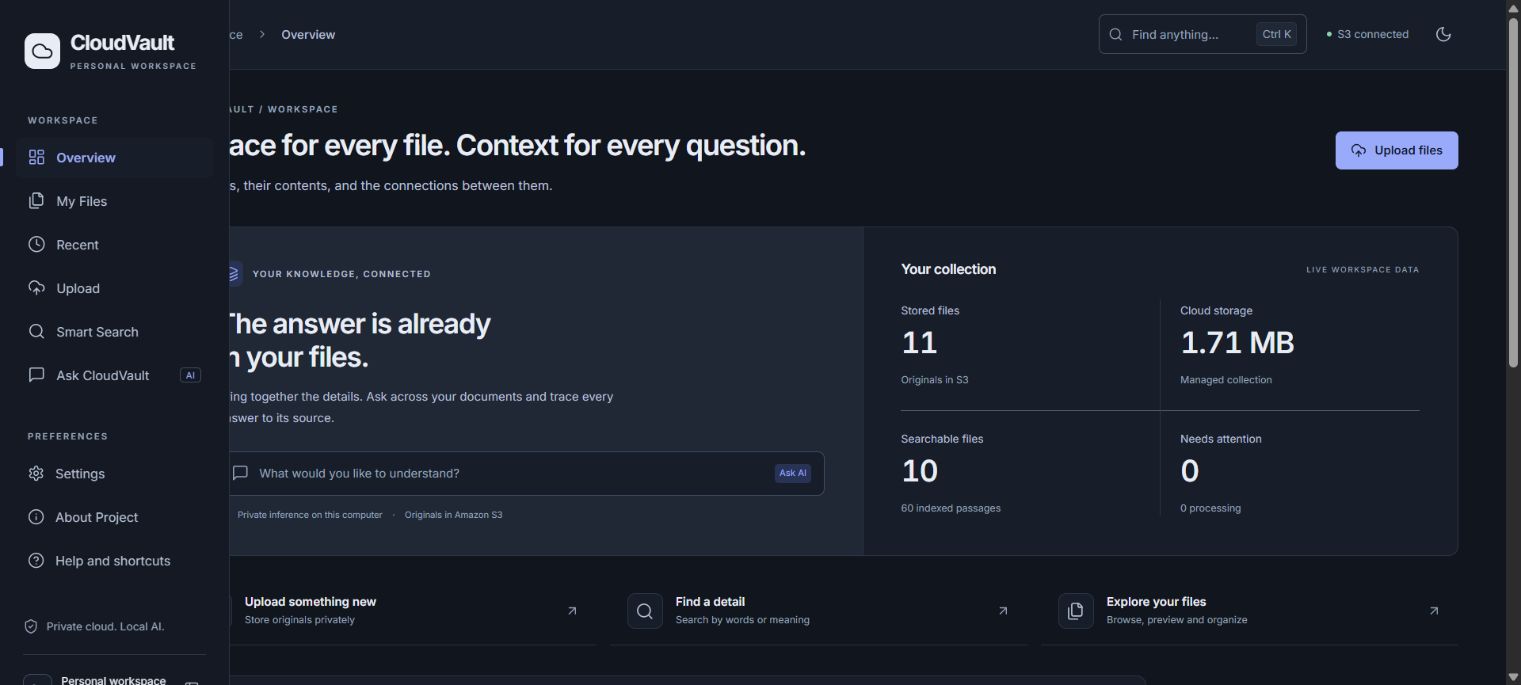 CloudVault
PERSONAL WORKSPACE
WORKSPACE
Overview
My Files
Recent
Upload
Smart Search
Ask CloudVault AI
PREFERENCES
Settings
About Project
Help and shortcuts
Private cloud. Local AI.
Personal workspace
ce > Overview
Find anything... Ctrl K
S3 connected
AULT / WORKSPACE
ace for every file. Context for every question.
s, their contents, and the connections between them.
Upload files
YOUR KNOWLEDGE, CONNECTED
The answer is already
n your files.
ing together the details. Ask across your documents and trace every
nswer to its source.
What would you like to understand? Ask AI
Private inference on this computer · Originals in Amazon S3
Your collection
LIVE WORKSPACE DATA
Stored files
11
Originals in S3
Cloud storage
1.71 MB
Managed collection
Searchable files
10
60 indexed passages
Needs attention
0
0 processing
Upload something new
Store originals privately
Find a detail
Search by words or meaning
Explore your files
Browse, preview and organize